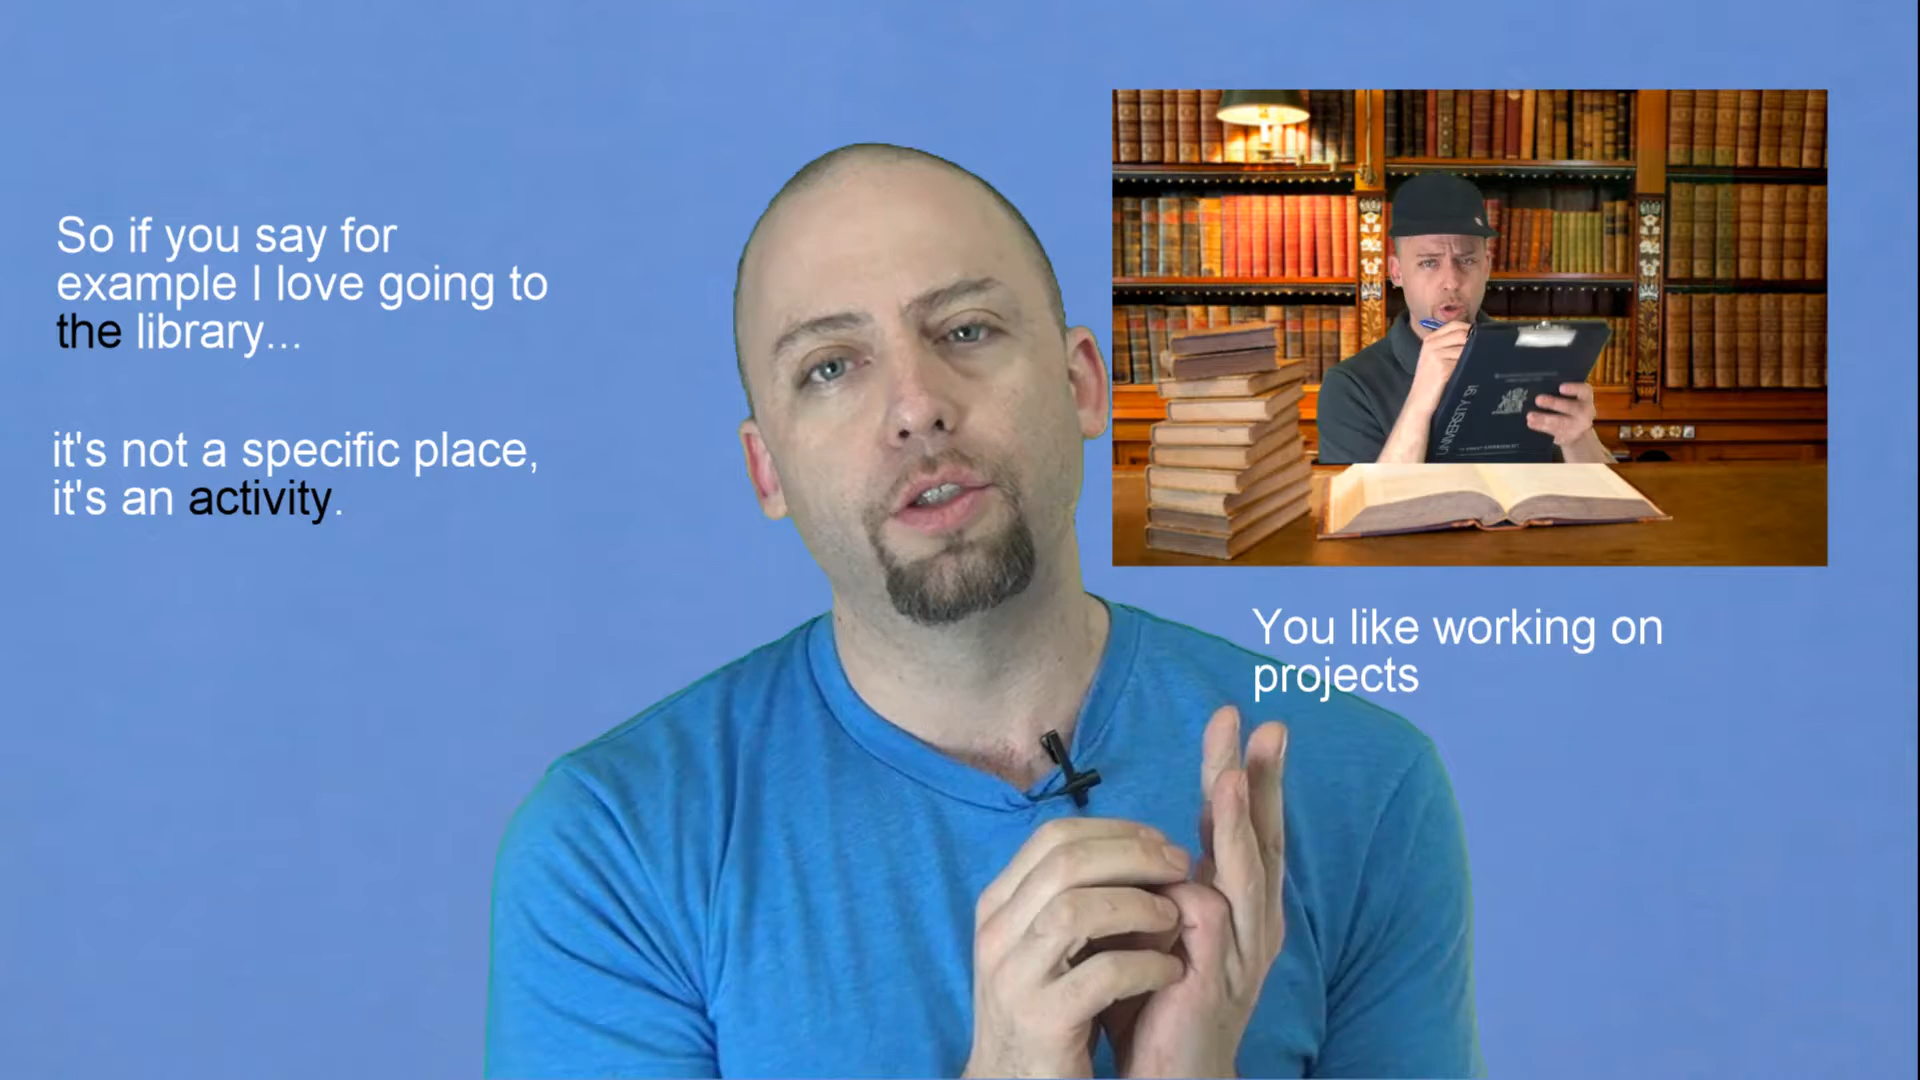 So if you say for
example I love going to
the library...
it's not a specific place,
it's an activity.
UNIVERSITY 91
You like working on
projects